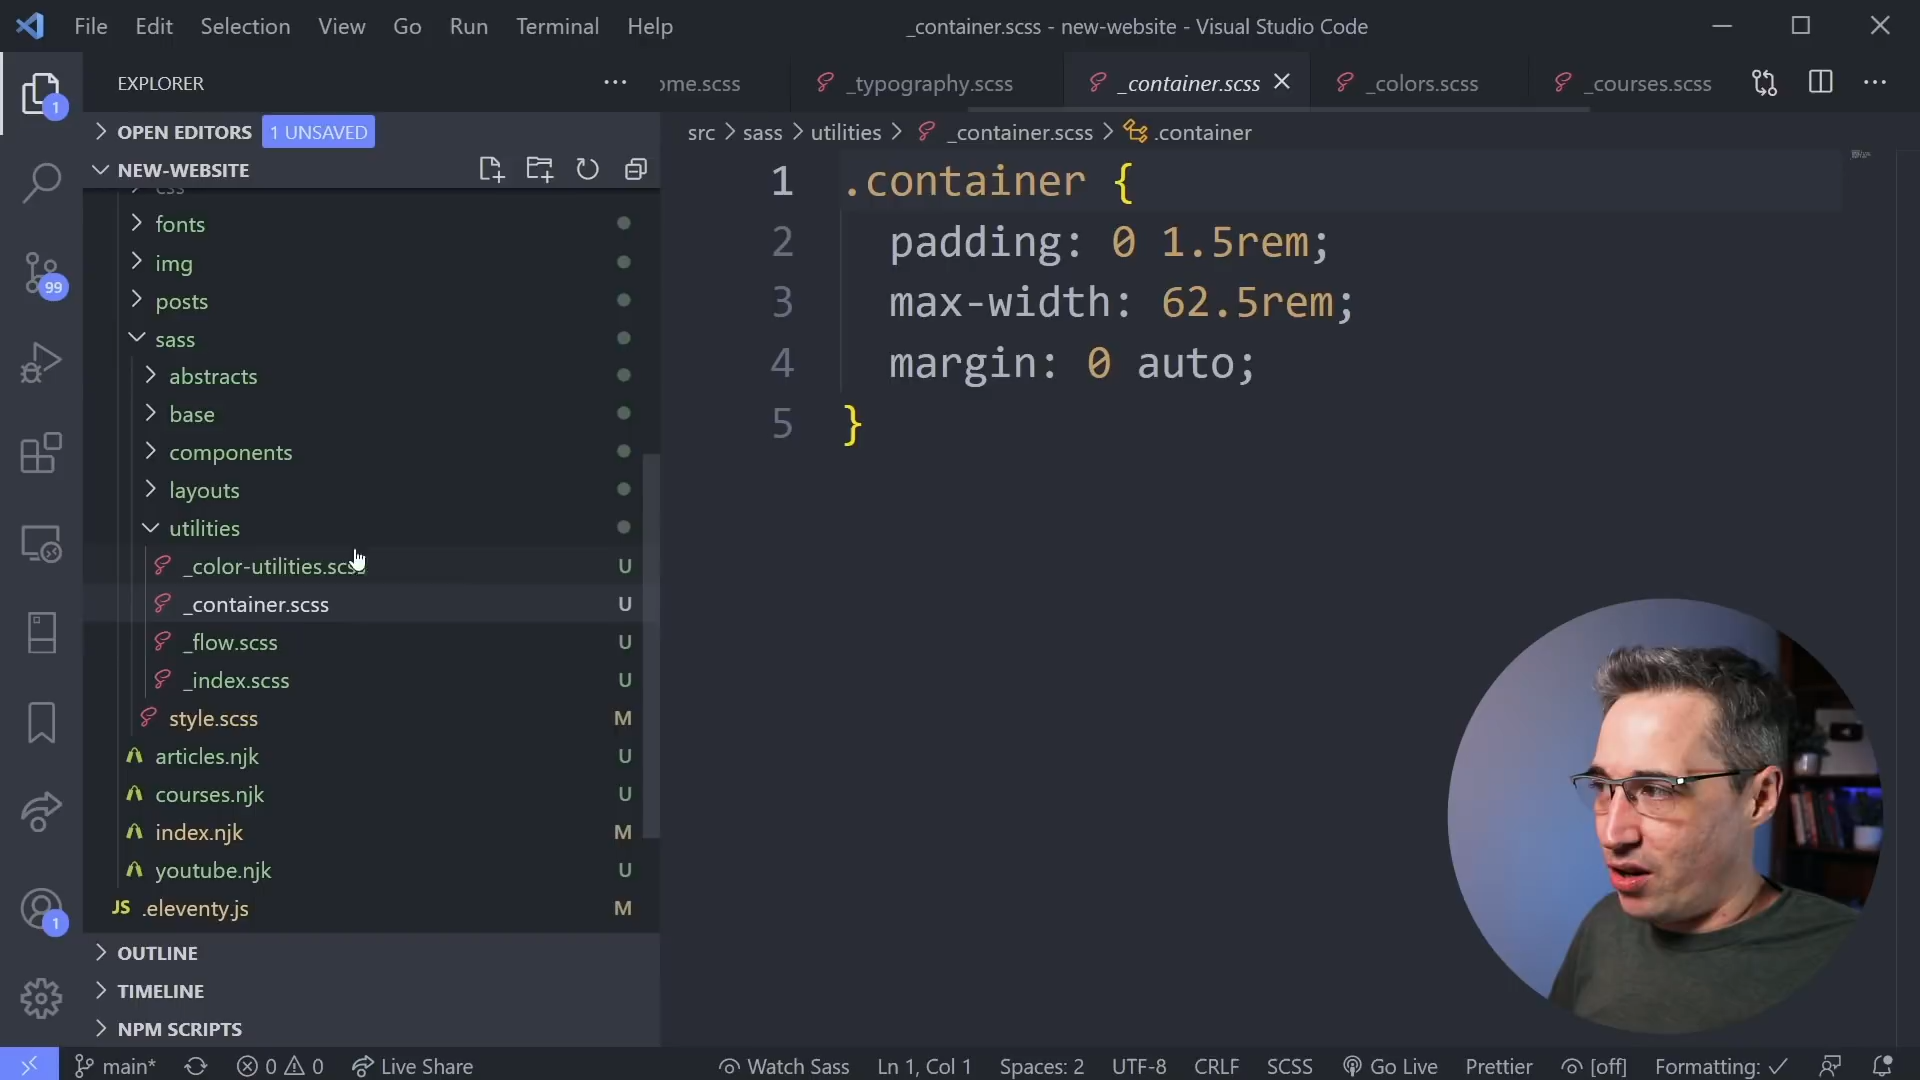 File Edit Selection View Go Run Terminal Help
_container.scss - new-website - Visual Studio Code
EXPLORER
ome.scss
_typography.scss
_container.scss
_colors.scss
_courses.scss
OPEN EDITORS 1 UNSAVED
NEW-WEBSITE
src > sass > utilities > _container.scss > .container
css
fonts
img
posts
sass
abstracts
base
components
layouts
utilities
_color-utilities.scss U
_container.scss U
_flow.scss U
_index.scss U
style.scss M
articles.njk U
courses.njk U
index.njk M
youtube.njk U
JS .eleventy.js M
OUTLINE
TIMELINE
NPM SCRIPTS
1
99
1
1 .container {
2 padding: 0 1.5rem;
3 max-width: 62.5rem;
4 margin: 0 auto;
5 }
main* 0 0 Live Share Watch Sass Ln 1, Col 1 Spaces: 2 UTF-8 CRLF SCSS Go Live Prettier [off] Formatting: ✓